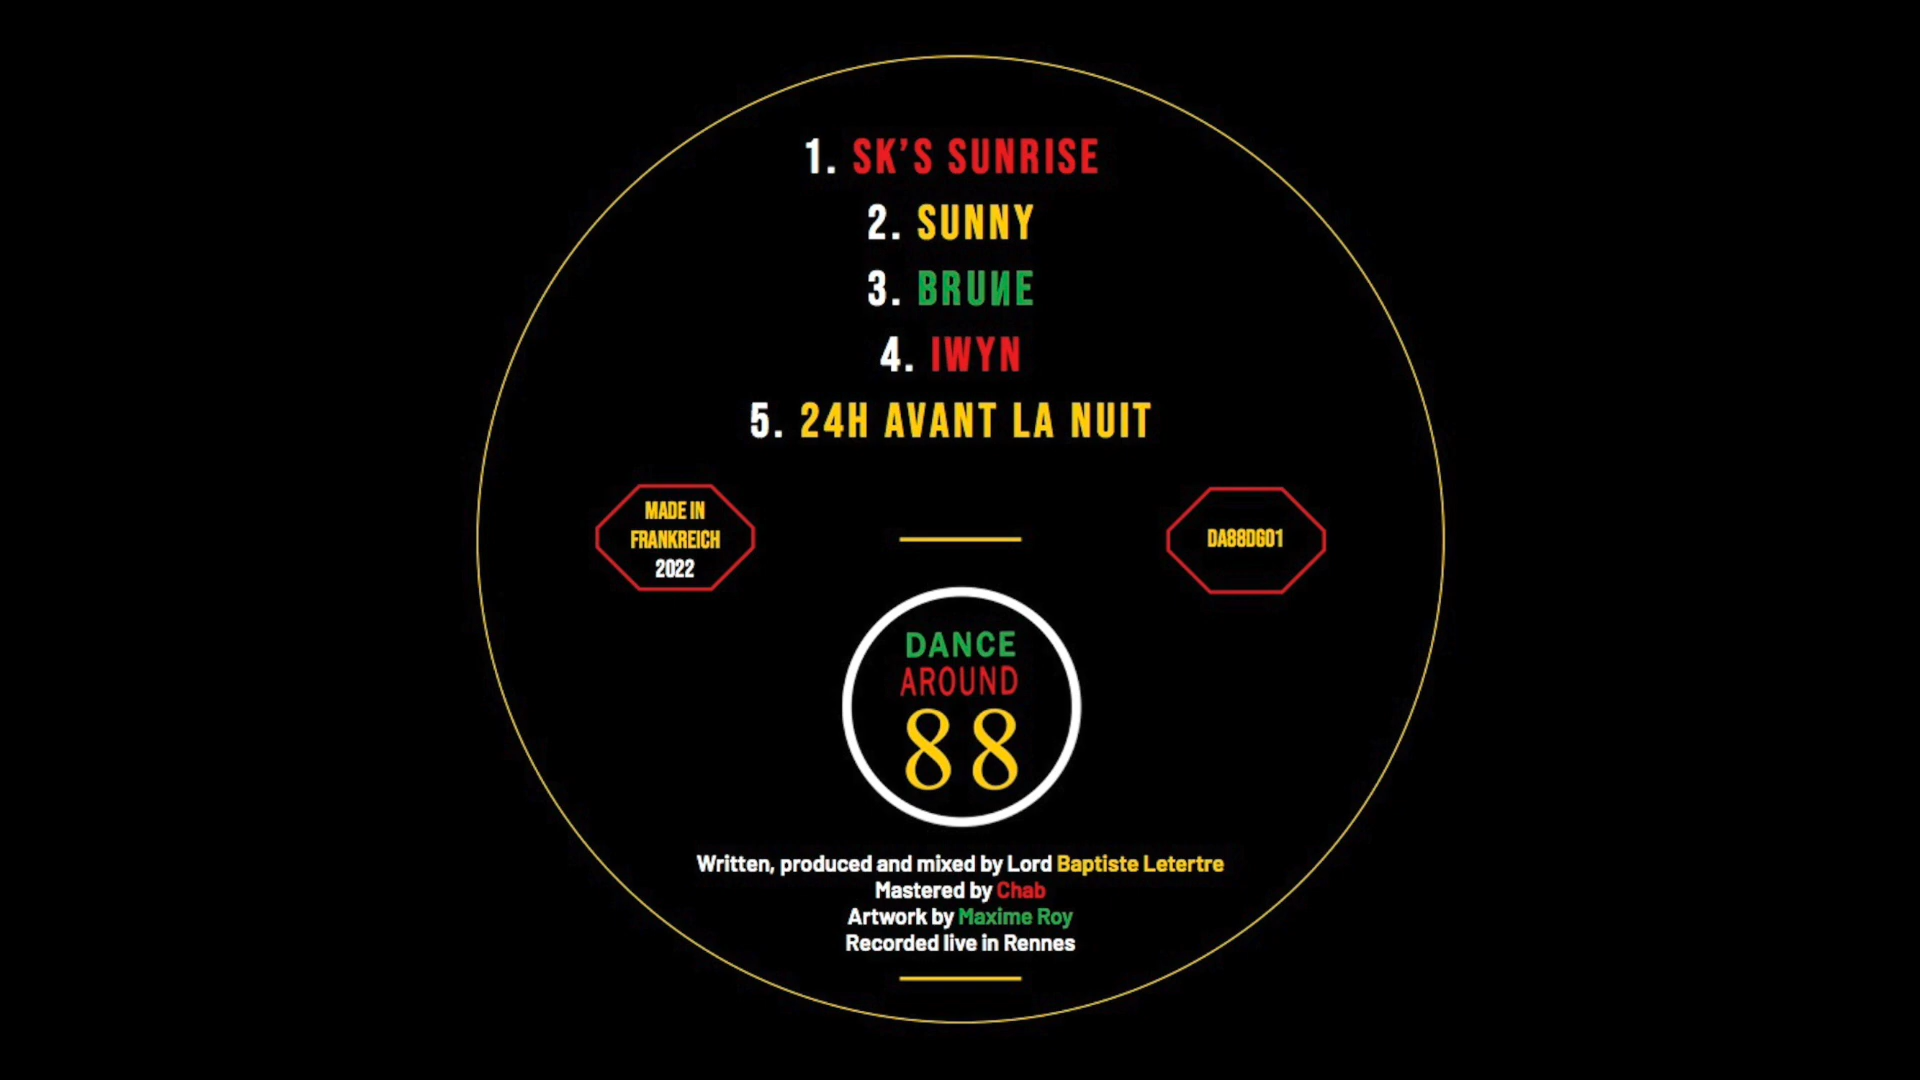 1. SK’S SUNRISE
2. SUNNY
3. BRUИE
4. IWYN
5. 24H AVANT LA NUIT
MADE IN
FRANKREICH
2022
DA88DG01
DANCE
AROUND
88
Written, produced and mixed by Lord Baptiste Letertre
Mastered by Chab
Artwork by Maxime Roy
Recorded live in Rennes